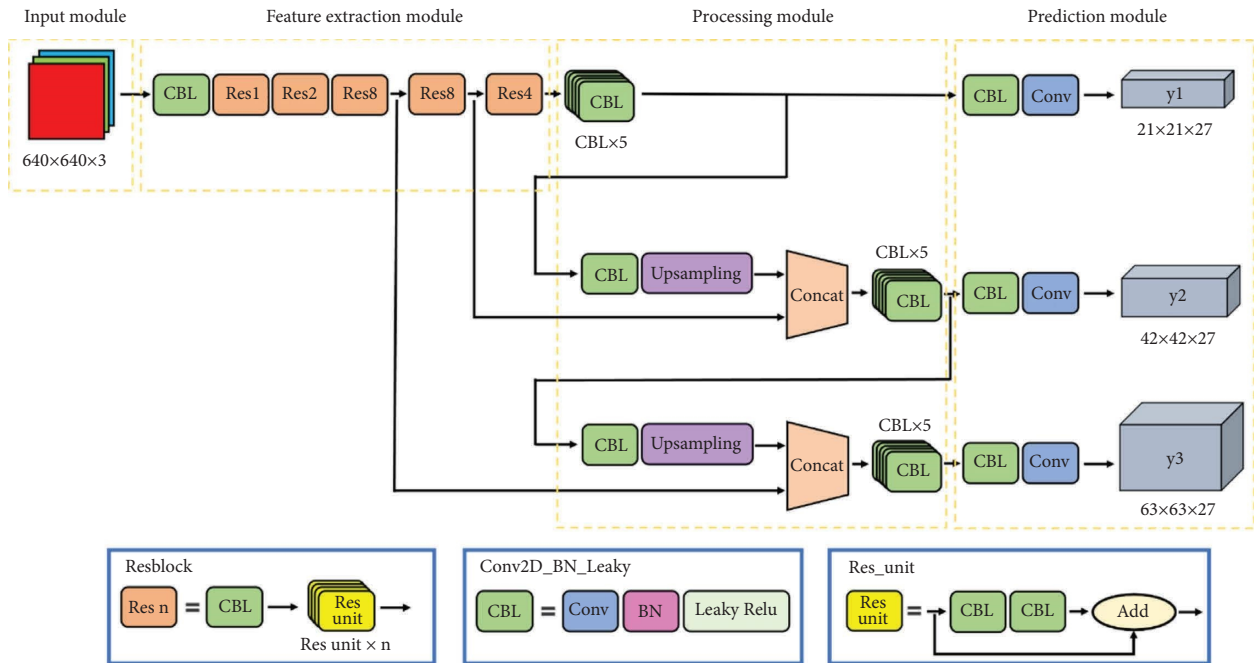 Input module
Feature extraction module
Processing module
Prediction module
CBL
Res1
Res2
Res8
Res8
Res4
CBL
CBL×5
640×640×3
CBL
Conv
y1
21×21×27
CBL
Upsampling
Concat
CBL×5
CBL
CBL
Conv
y2
42×42×27
CBL
Upsampling
Concat
CBL×5
CBL
CBL
Conv
y3
63×63×27
Resblock
Res n
=
CBL
Res
unit
Res unit × n
Conv2D_BN_Leaky
CBL
=
Conv
BN
Leaky Relu
Res_unit
Res
unit
=
CBL
CBL
Add